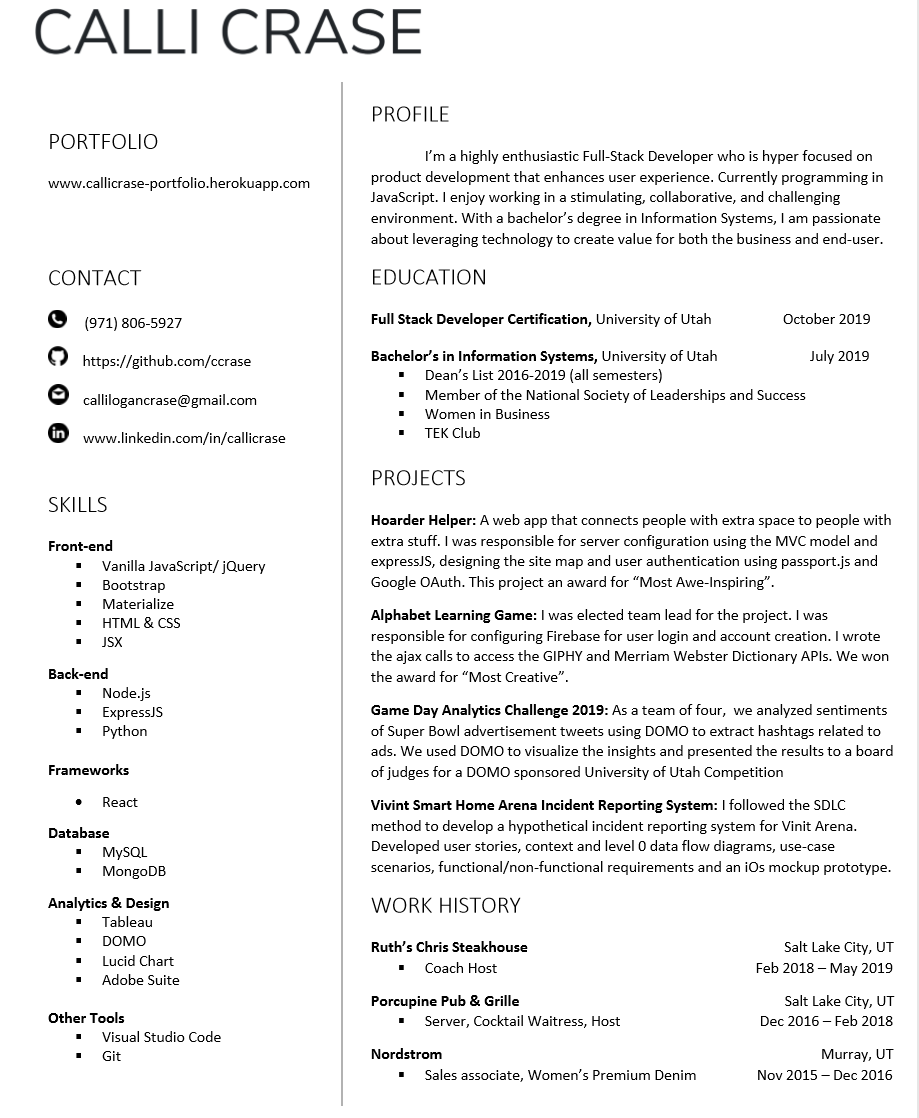 CALLI CRASE
PORTFOLIO
www.callicrase-portfolio.herokuapp.com
CONTACT
(971) 806-5927
https://github.com/ccrase
callilogancrase@gmail.com
in www.linkedin.com/in/callicrase
SKILLS
Front-end
▪ Vanilla JavaScript/ jQuery
▪ Bootstrap
▪ Materialize
▪ HTML & CSS
▪ JSX
Back-end
▪ Node.js
▪ ExpressJS
▪ Python
Frameworks
• React
Database
▪ MySQL
▪ MongoDB
Analytics & Design
▪ Tableau
▪ DOMO
▪ Lucid Chart
▪ Adobe Suite
Other Tools
▪ Visual Studio Code
▪ Git
PROFILE
I’m a highly enthusiastic Full-Stack Developer who is hyper focused on
product development that enhances user experience. Currently programming in
JavaScript. I enjoy working in a stimulating, collaborative, and challenging
environment. With a bachelor’s degree in Information Systems, I am passionate
about leveraging technology to create value for both the business and end-user.
EDUCATION
Full Stack Developer Certification, University of Utah October 2019
Bachelor’s in Information Systems, University of Utah July 2019
▪ Dean’s List 2016-2019 (all semesters)
▪ Member of the National Society of Leaderships and Success
▪ Women in Business
▪ TEK Club
PROJECTS
Hoarder Helper: A web app that connects people with extra space to people with
extra stuff. I was responsible for server configuration using the MVC model and
expressJS, designing the site map and user authentication using passport.js and
Google OAuth. This project an award for “Most Awe-Inspiring”.
Alphabet Learning Game: I was elected team lead for the project. I was
responsible for configuring Firebase for user login and account creation. I wrote
the ajax calls to access the GIPHY and Merriam Webster Dictionary APIs. We won
the award for “Most Creative”.
Game Day Analytics Challenge 2019: As a team of four,  we analyzed sentiments
of Super Bowl advertisement tweets using DOMO to extract hashtags related to
ads. We used DOMO to visualize the insights and presented the results to a board
of judges for a DOMO sponsored University of Utah Competition
Vivint Smart Home Arena Incident Reporting System: I followed the SDLC
method to develop a hypothetical incident reporting system for Vinit Arena.
Developed user stories, context and level 0 data flow diagrams, use-case
scenarios, functional/non-functional requirements and an iOs mockup prototype.
WORK HISTORY
Ruth’s Chris Steakhouse Salt Lake City, UT
▪ Coach Host Feb 2018 – May 2019
Porcupine Pub & Grille Salt Lake City, UT
▪ Server, Cocktail Waitress, Host Dec 2016 – Feb 2018
Nordstrom Murray, UT
▪ Sales associate, Women’s Premium Denim Nov 2015 – Dec 2016